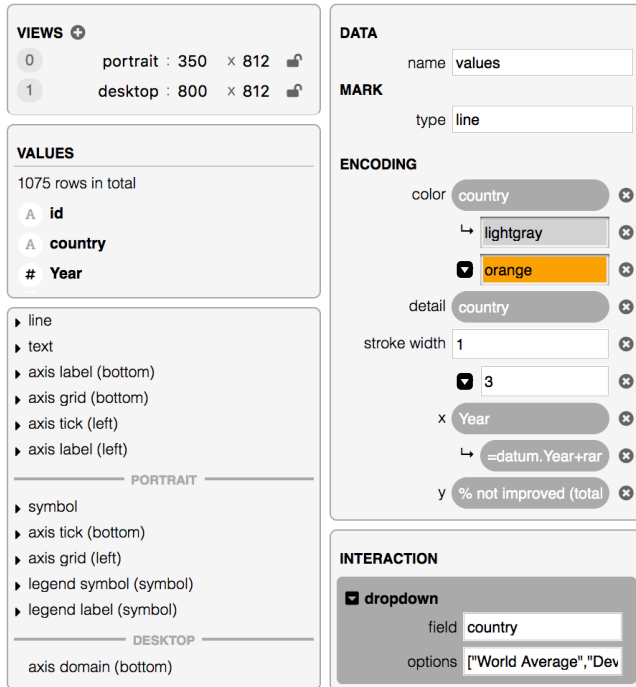 VIEWS
0 portrait : 350 x 812
1 desktop : 800 x 812
VALUES
1075 rows in total
A id
A country
# Year
line
text
axis label (bottom)
axis grid (bottom)
axis tick (left)
axis label (left)
PORTRAIT
symbol
axis tick (bottom)
axis grid (left)
legend symbol (symbol)
legend label (symbol)
DESKTOP
axis domain (bottom)
DATA
name values
MARK
type line
ENCODING
color country
lightgray
orange
detail country
stroke width 1
3
x Year
=datum.Year+rar
y % not improved (total
INTERACTION
dropdown
field country
options ["World Average","Dev